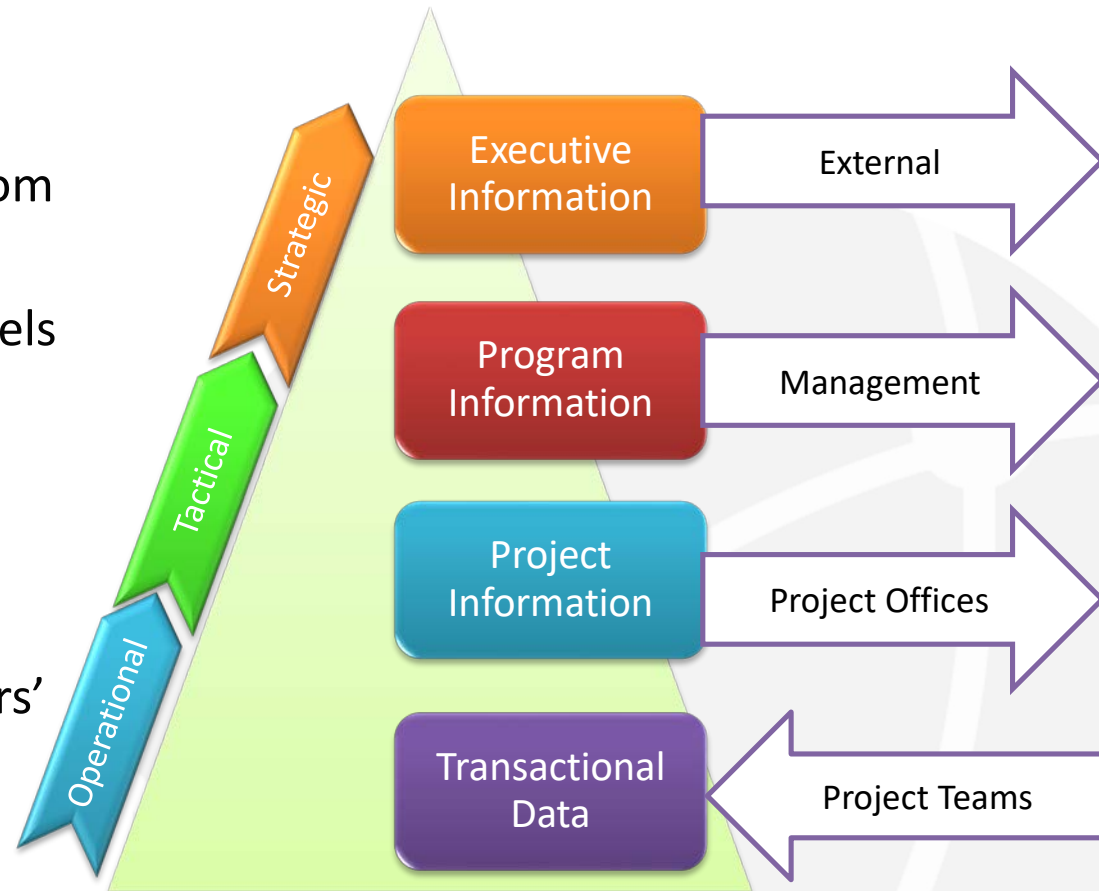 om
els
rs’
Strategic
Tactical
Operational
Executive
Information
External
Program
Information
Management
Project
Information
Project Offices
Transactional
Data
Project Teams